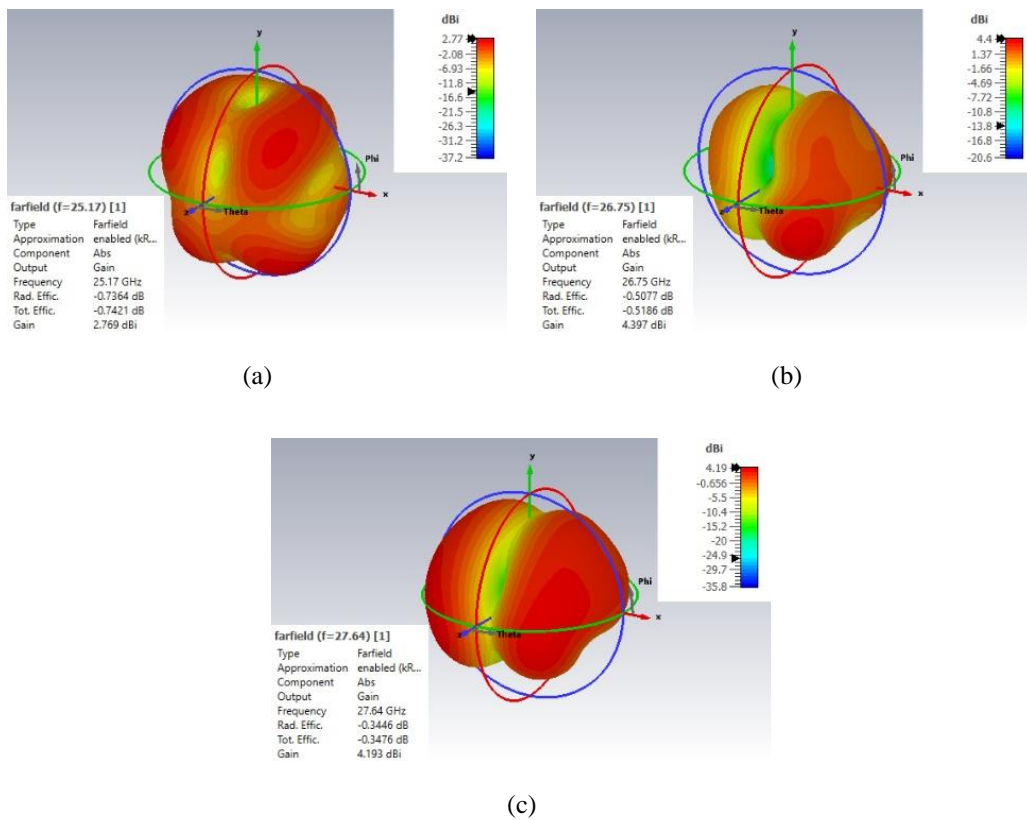 dBi
2.77
-2.08
-6.93
-11.8
-16.6
-21.5
-26.3
-31.2
-37.2
y
x
z
Phi
Theta
farfield (f=25.17) [1]
Type Farfield
Approximation enabled (kR...
Component Abs
Output Gain
Frequency 25.17 GHz
Rad. Effic. -0.7364 dB
Tot. Effic. -0.7421 dB
Gain 2.769 dBi
(a)
dBi
4.4
1.37
-1.66
-4.69
-7.72
-10.8
-13.8
-16.8
-20.6
y
x
z
Phi
Theta
farfield (f=26.75) [1]
Type Farfield
Approximation enabled (kR...
Component Abs
Output Gain
Frequency 26.75 GHz
Rad. Effic. -0.5077 dB
Tot. Effic. -0.5186 dB
Gain 4.397 dBi
(b)
dBi
4.19
-0.656
-5.5
-10.4
-15.2
-20
-24.9
-29.7
-35.8
y
x
z
Phi
Theta
farfield (f=27.64) [1]
Type Farfield
Approximation enabled (kR...
Component Abs
Output Gain
Frequency 27.64 GHz
Rad. Effic. -0.3446 dB
Tot. Effic. -0.3476 dB
Gain 4.193 dBi
(c)